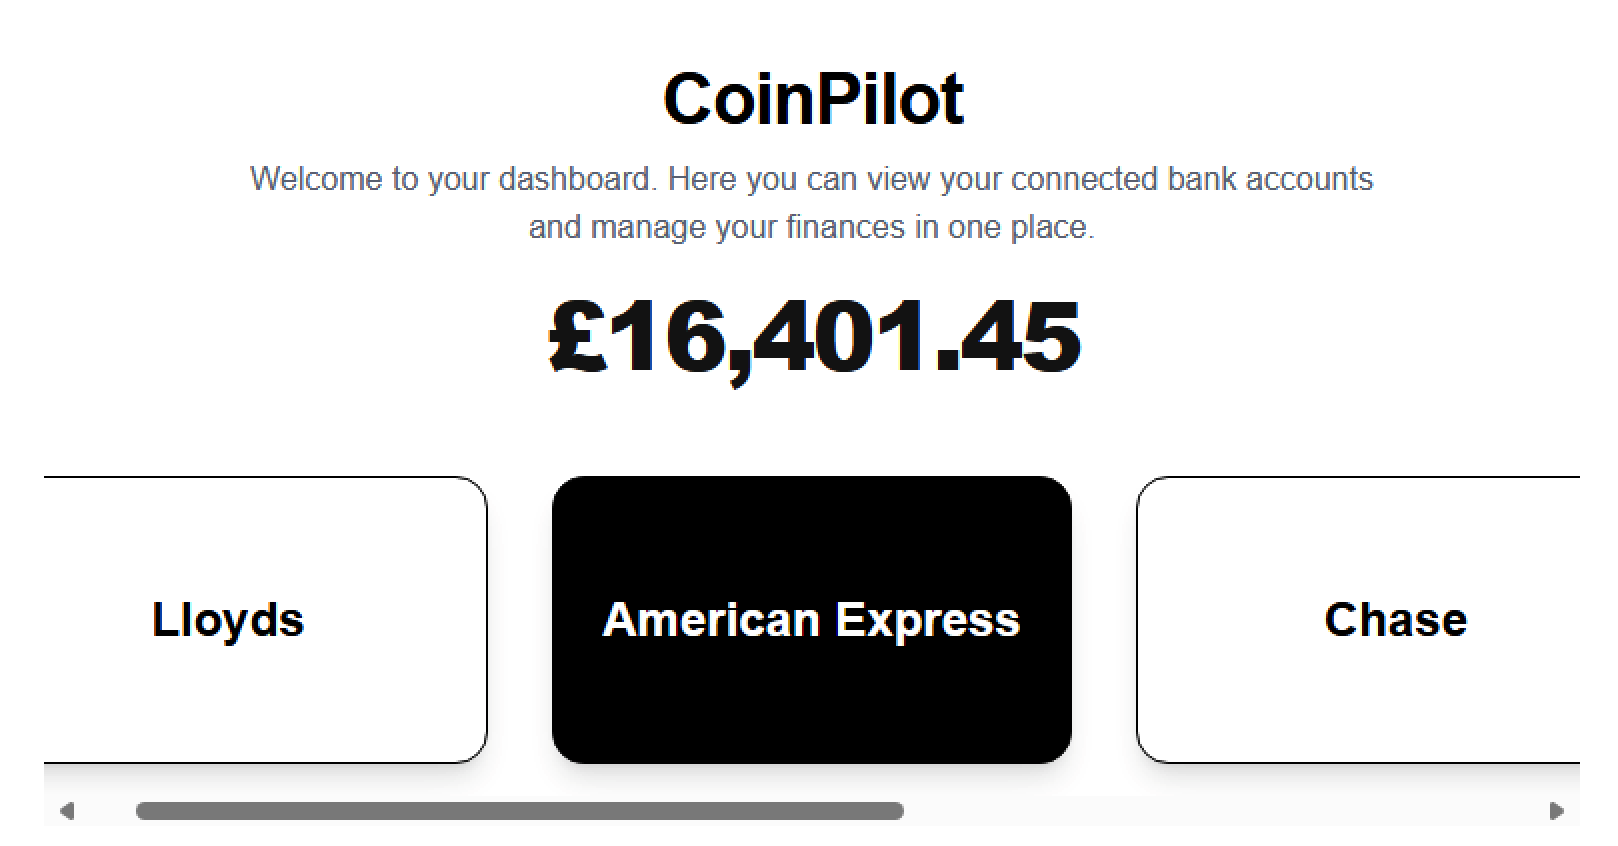 CoinPilot
Welcome to your dashboard. Here you can view your connected bank accounts
and manage your finances in one place.
£16,401.45
Lloyds
American Express
Chase